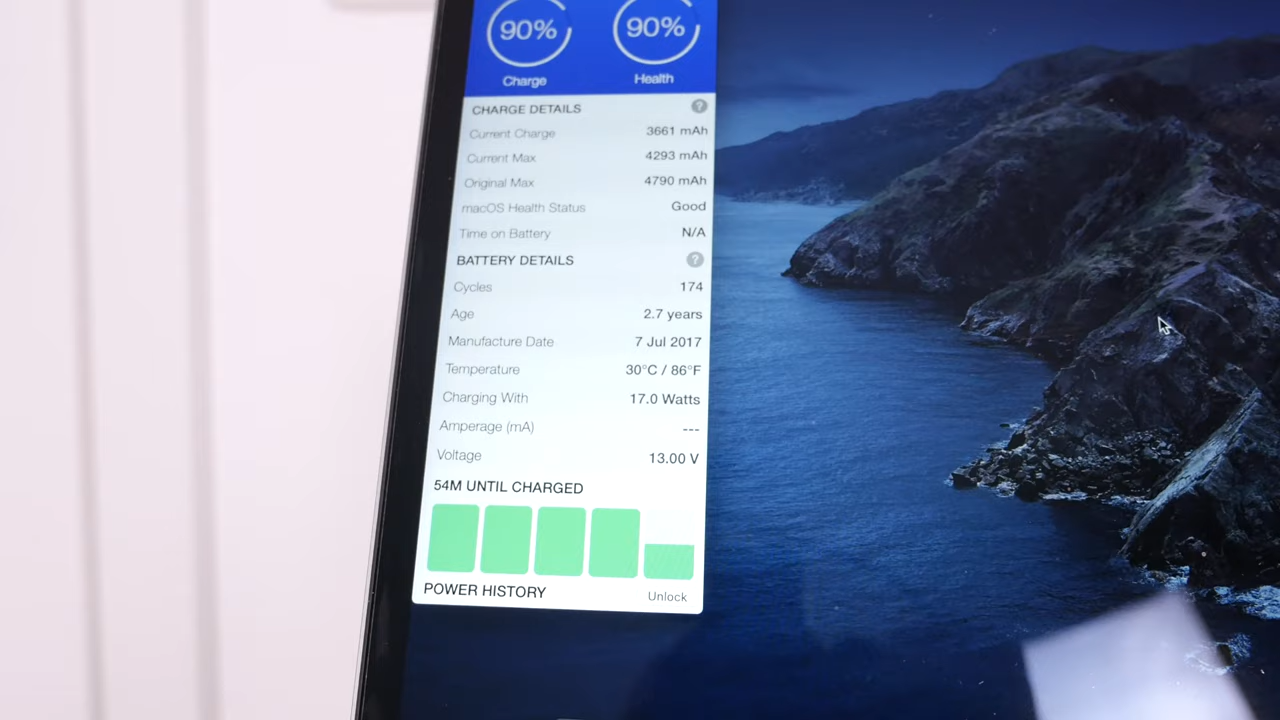 90% 90%
Charge Health
CHARGE DETAILS ?
Current Charge 3661 mAh
Current Max 4293 mAh
Original Max 4790 mAh
macOS Health Status Good
Time on Battery N/A
BATTERY DETAILS ?
Cycles 174
Age 2.7 years
Manufacture Date 7 Jul 2017
Temperature 30°C / 86°F
Charging With 17.0 Watts
Amperage (mA) ---
Voltage 13.00 V
54M UNTIL CHARGED
POWER HISTORY Unlock